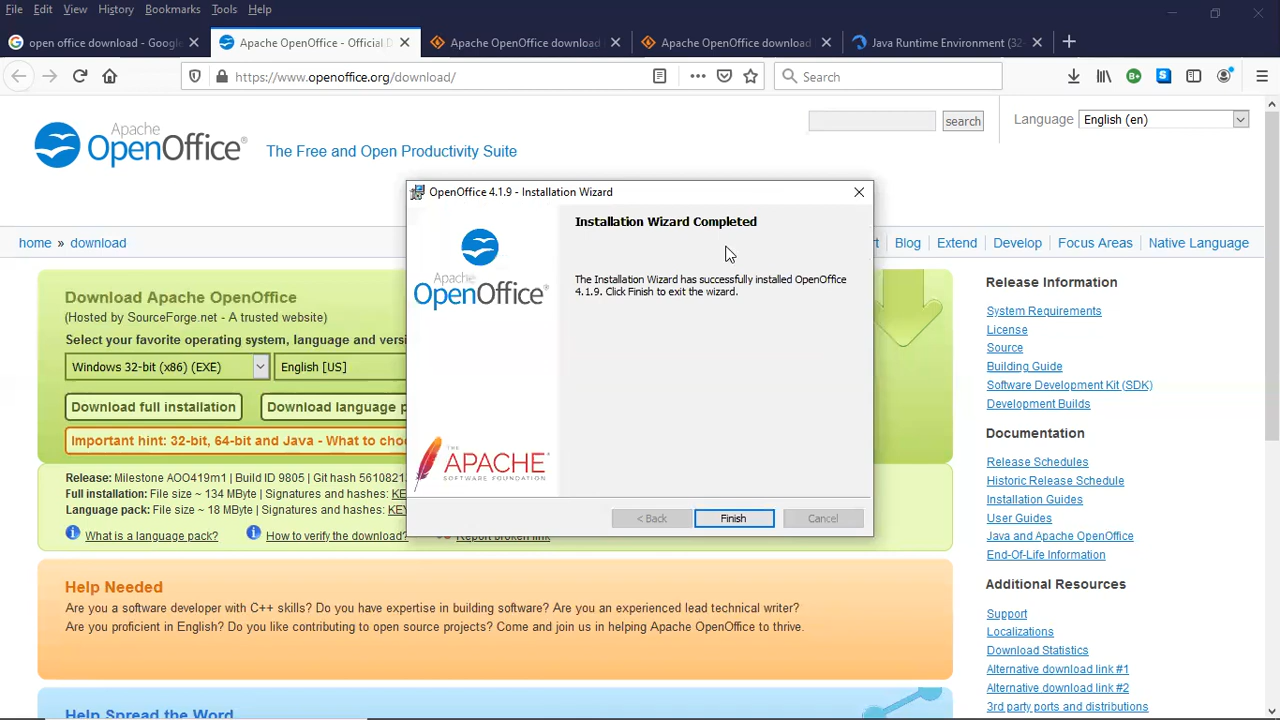 File Edit View History Bookmarks Tools Help
open office download - Google
Apache OpenOffice - Official D
Apache OpenOffice download
Apache OpenOffice download
Java Runtime Environment (32-
https://www.openoffice.org/download/
Search
search
Language English (en)
Apache
OpenOffice®
The Free and Open Productivity Suite
home » download
Blog Extend Develop Focus Areas Native Language
OpenOffice 4.1.9 - Installation Wizard
Installation Wizard Completed
The Installation Wizard has successfully installed OpenOffice
4.1.9. Click Finish to exit the wizard.
Apache
OpenOffice®
THE
APACHE®
SOFTWARE FOUNDATION
< Back Finish Cancel
Download Apache OpenOffice
(Hosted by SourceForge.net - A trusted website)
Select your favorite operating system, language and versi
Windows 32-bit (x86) (EXE) English [US]
Download full installation Download language p
Important hint: 32-bit, 64-bit and Java - What to choo
Release: Milestone AOO419m1 | Build ID 9805 | Git hash 5610821
Full installation: File size ~ 134 MByte | Signatures and hashes: KE
Language pack: File size ~ 18 MByte | Signatures and hashes: KE
What is a language pack? How to verify the download? Report broken link
Help Needed
Are you a software developer with C++ skills? Do you have expertise in building software? Are you an experienced lead technical writer?
Are you proficient in English? Do you like contributing to open source projects? Come and join us in helping Apache OpenOffice to thrive.
Help Spread the Word
Release Information
System Requirements
License
Source
Building Guide
Software Development Kit (SDK)
Development Builds
Documentation
Release Schedules
Historic Release Schedule
Installation Guides
User Guides
Java and Apache OpenOffice
End-Of-Life Information
Additional Resources
Support
Localizations
Download Statistics
Alternative download link #1
Alternative download link #2
3rd party ports and distributions